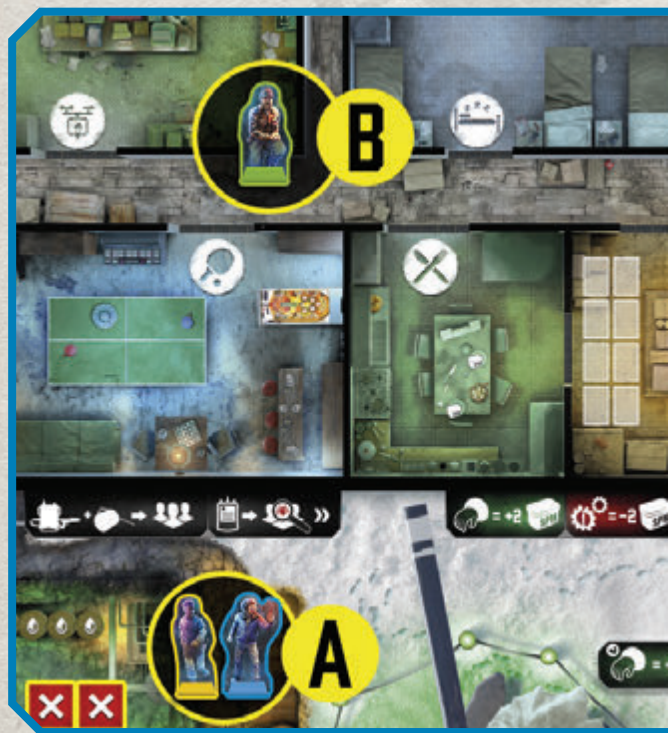 B
= +2
= -2
A